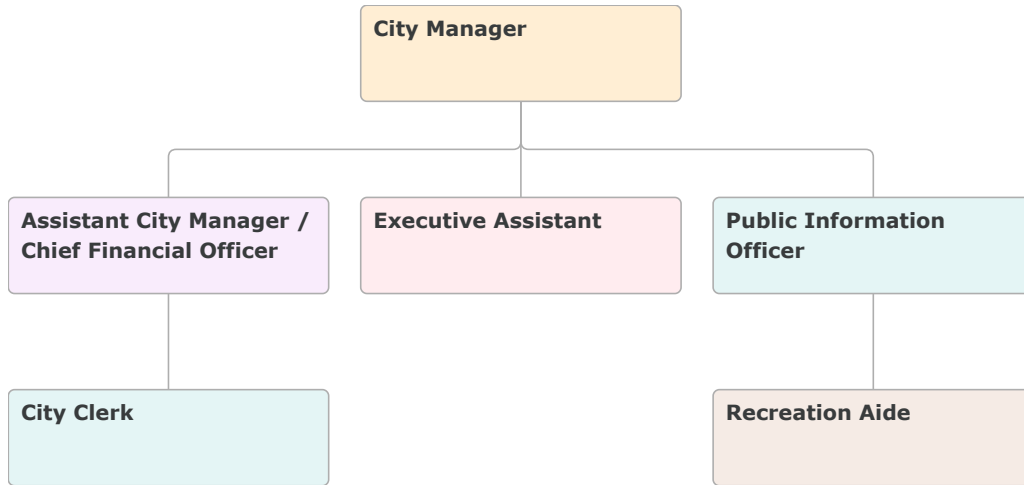 City Manager
Assistant City Manager /
Chief Financial Officer
Executive Assistant
Public Information
Officer
City Clerk
Recreation Aide